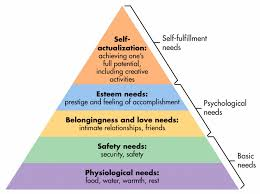 Self-
actualization:
achieving one's
full potential,
including creative
activities
Self-fulfillment
needs
Esteem needs:
prestige and feeling of accomplishment
Psychological
needs
Belongingness and love needs:
intimate relationships, friends
Safety needs:
security, safety
Basic
needs
Physiological needs:
food, water, warmth, rest